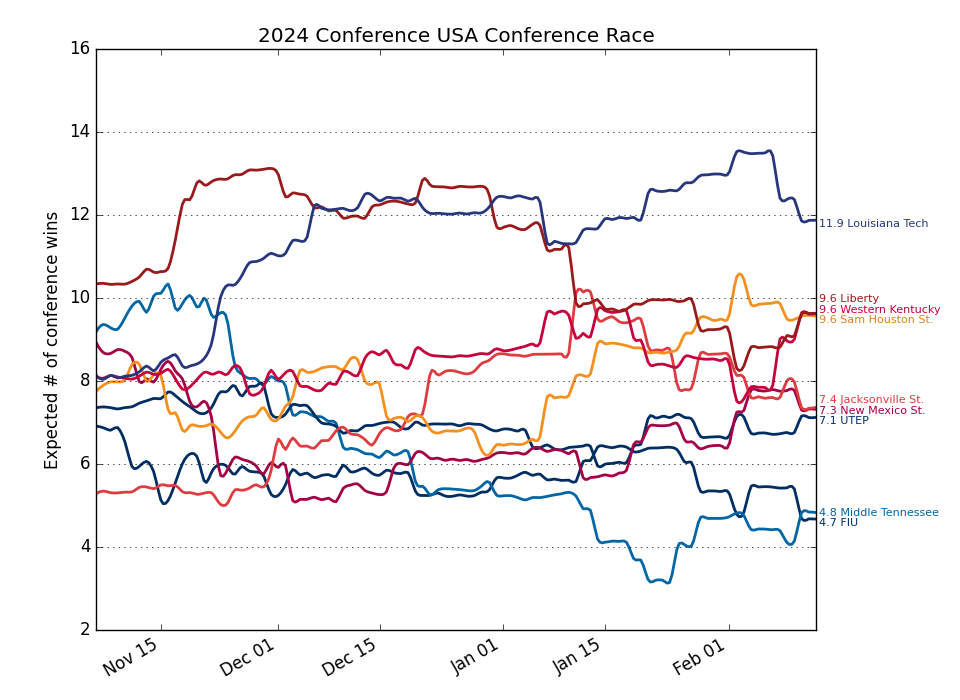 2024 Conference USA Conference Race
Expected # of conference wins
16
14
12
10
8
6
4
2
Nov 15
Dec 01
Dec 15
Jan 01
Jan 15
Feb 01
11.9 Louisiana Tech
9.6 Liberty
9.6 Western Kentucky
9.6 Sam Houston St.
7.4 Jacksonville St.
7.3 New Mexico St.
7.1 UTEP
4.8 Middle Tennessee
4.7 FIU